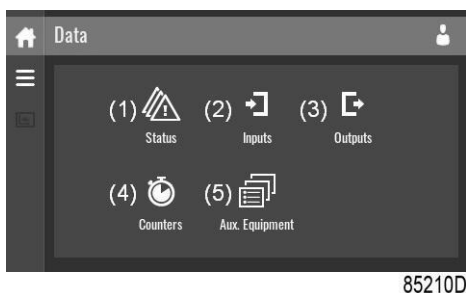 Data
(1) (2) (3)
Status Inputs Outputs
(4) (5)
Counters Aux. Equipment
85210D